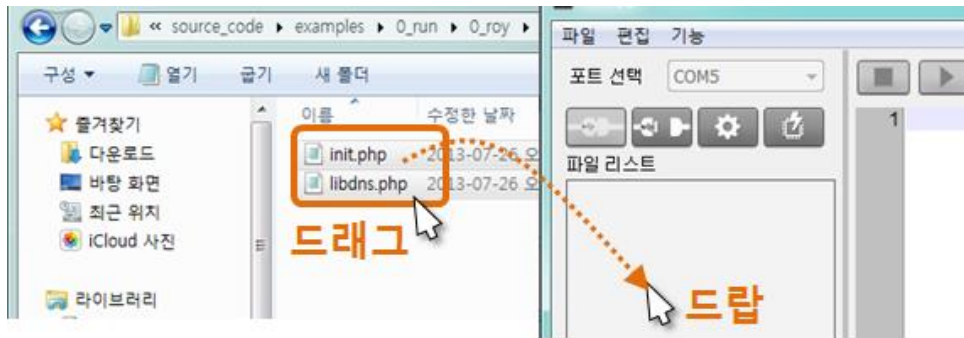 « source_code ▸ examples ▸ 0_run ▸ 0_roy ▸
구성 ▼ 열기 굽기 새 폴더
즐겨찾기
다운로드
바탕 화면
최근 위치
iCloud 사진
라이브러리
이름 수정한 날짜
init.php 2013-07-26 오
libdns.php 2013-07-26 오
드래그
파일 편집 기능
포트 선택 COM5
파일 리스트
1
드랍